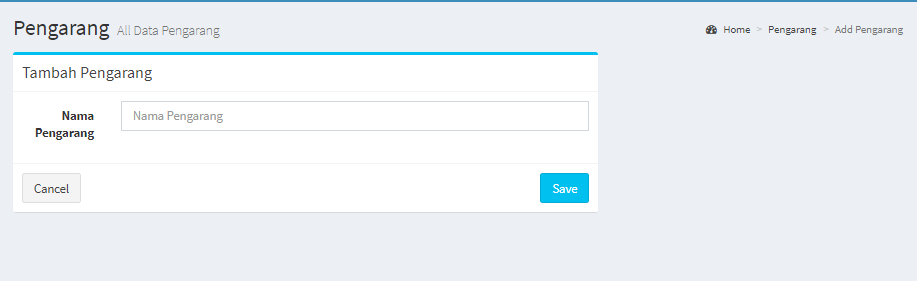 Pengarang All Data Pengarang
Home > Pengarang > Add Pengarang
Tambah Pengarang
Nama
Pengarang
Nama Pengarang
Cancel
Save